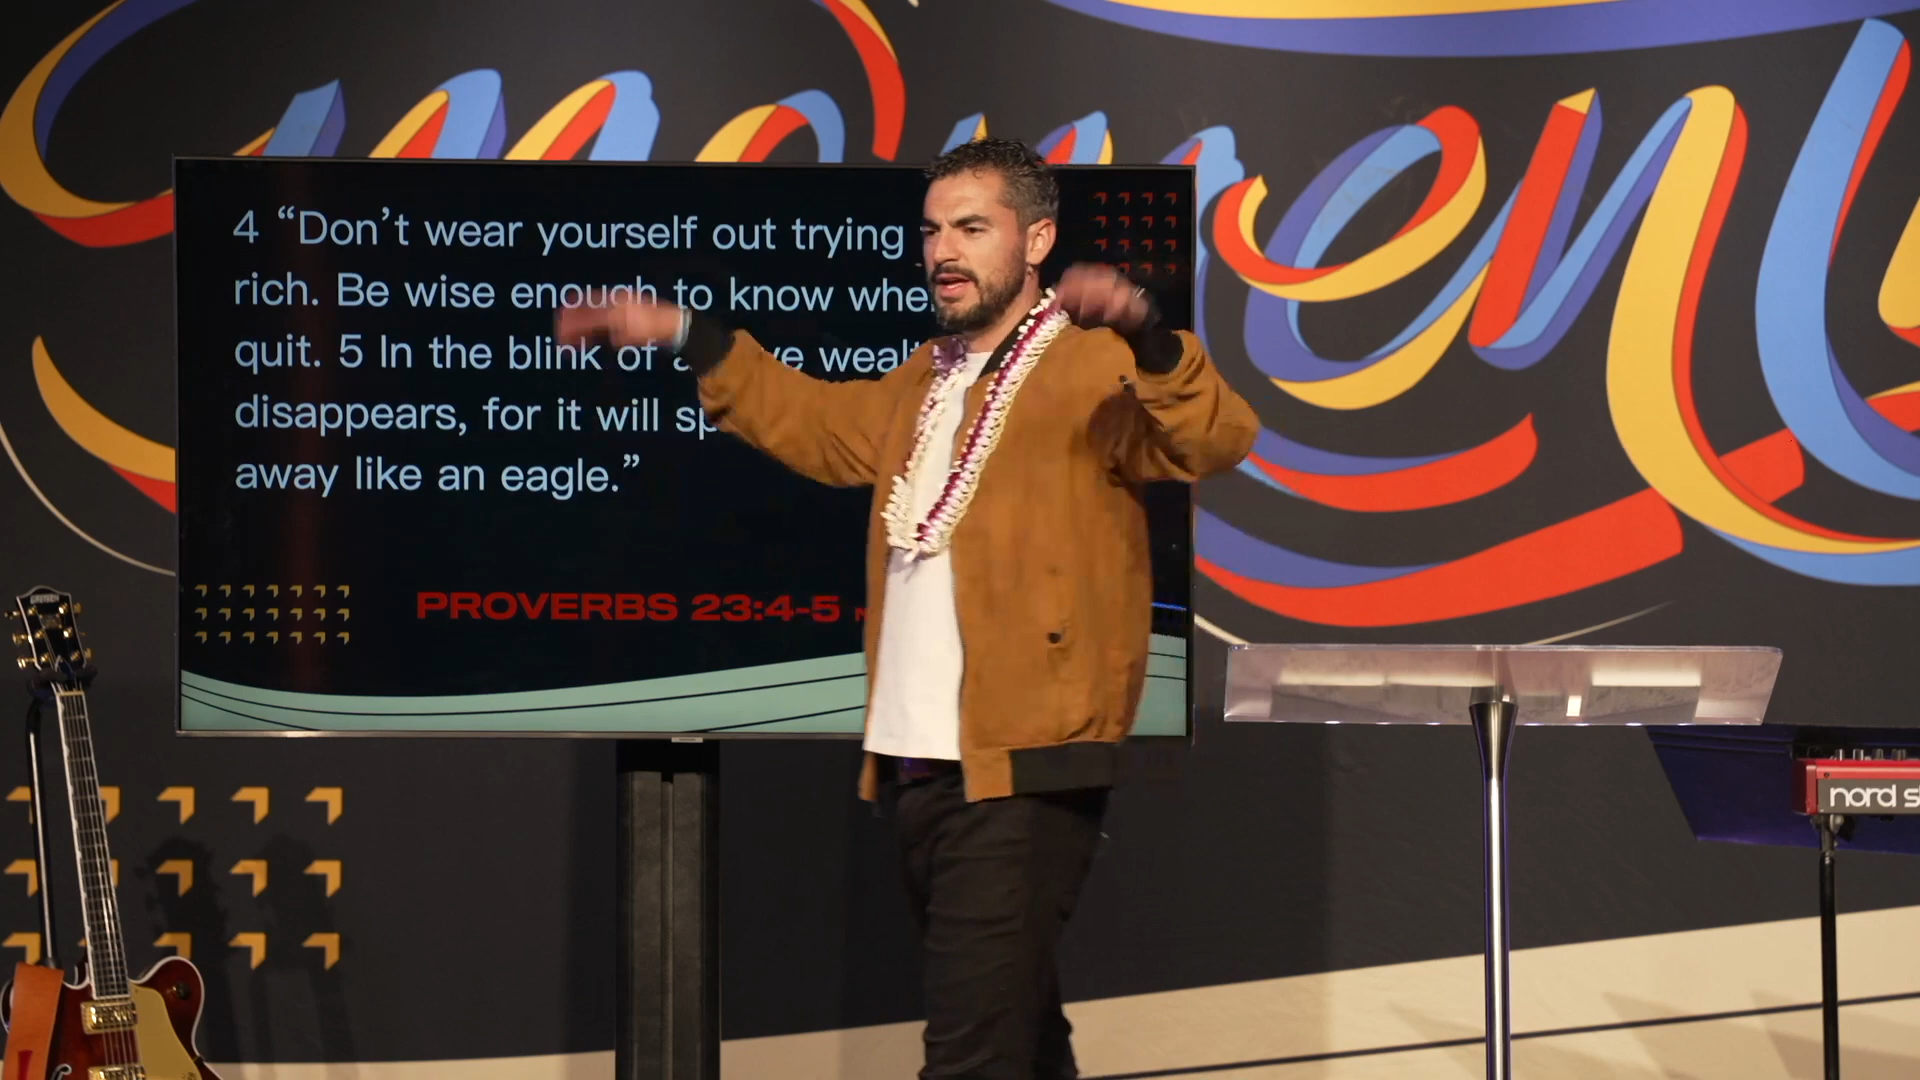 4 “Don’t wear yourself out trying
rich. Be wise enough to know
quit. 5 In the blink of
disappears, for it will
away like an eagle.”
PROVERBS 23:4-5
GRETSCH
nord